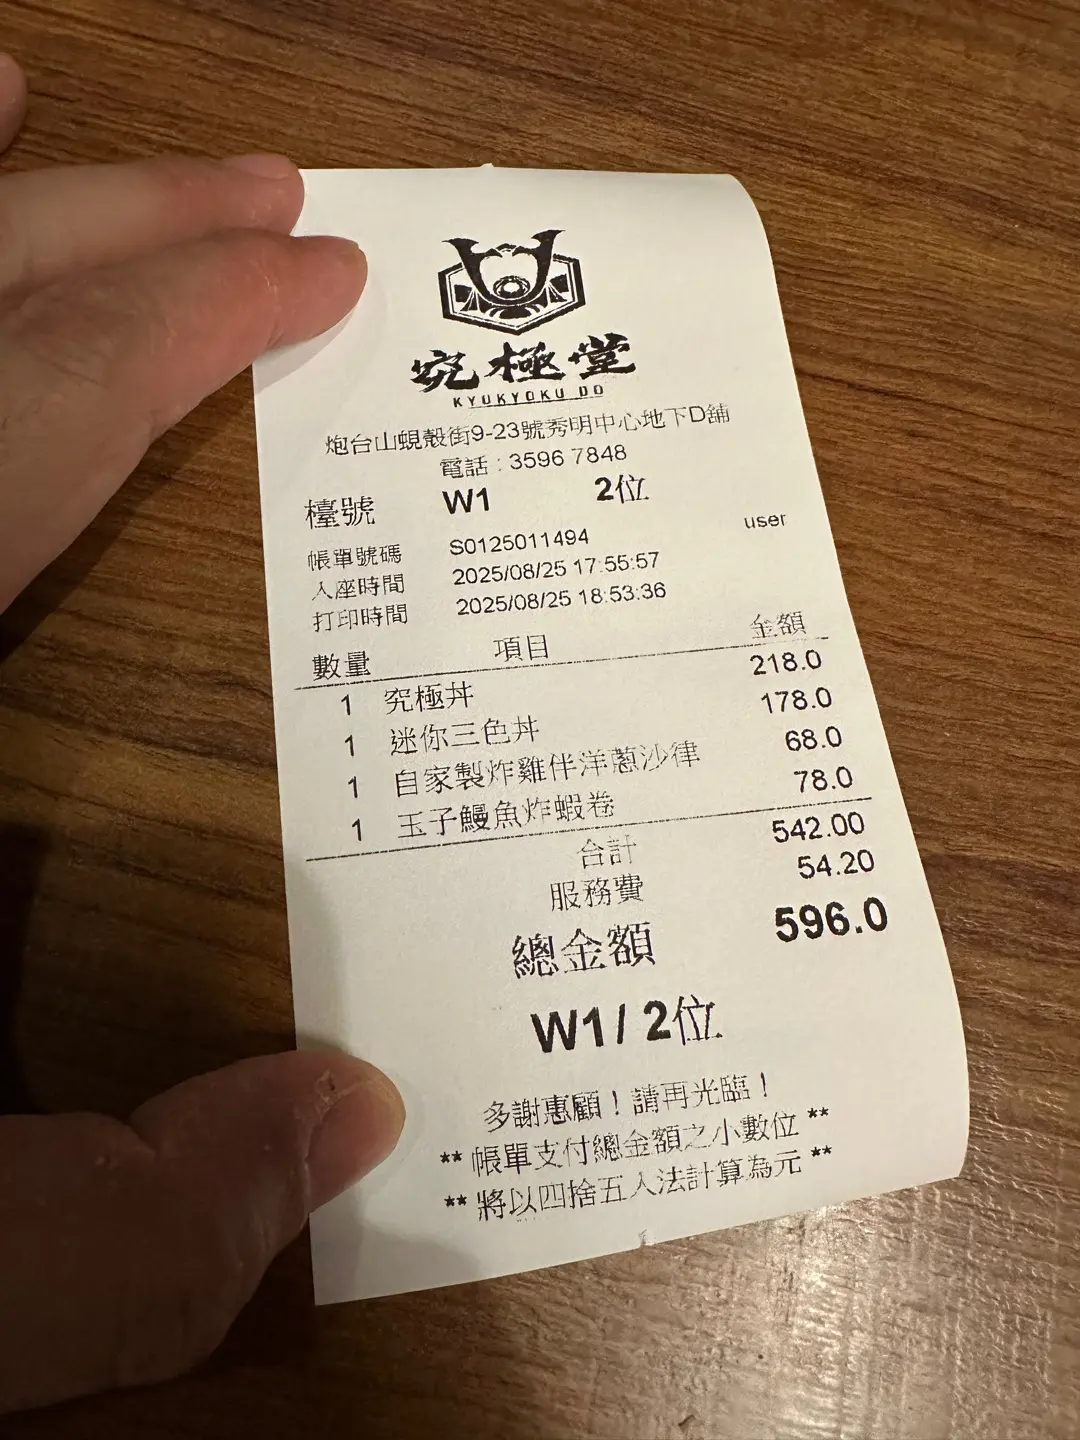 究極堂
KYUKYOKU DO
炮台山蜆殼街9-23號秀明中心地下D舖
電話 : 3596 7848
檯號 W1 2位
帳單號碼 S0125011494 user
入座時間 2025/08/25 17:55:57
打印時間 2025/08/25 18:53:36
數量 項目 金額
1 究極丼 218.0
1 迷你三色丼 178.0
1 自家製炸雞伴洋蔥沙律 68.0
1 玉子鰻魚炸蝦卷 78.0
合計 542.00
服務費 54.20
總金額 596.0
W1 / 2位
多謝惠顧！請再光臨！
** 帳單支付總金額之小數位 **
** 將以四捨五入法計算為元 **